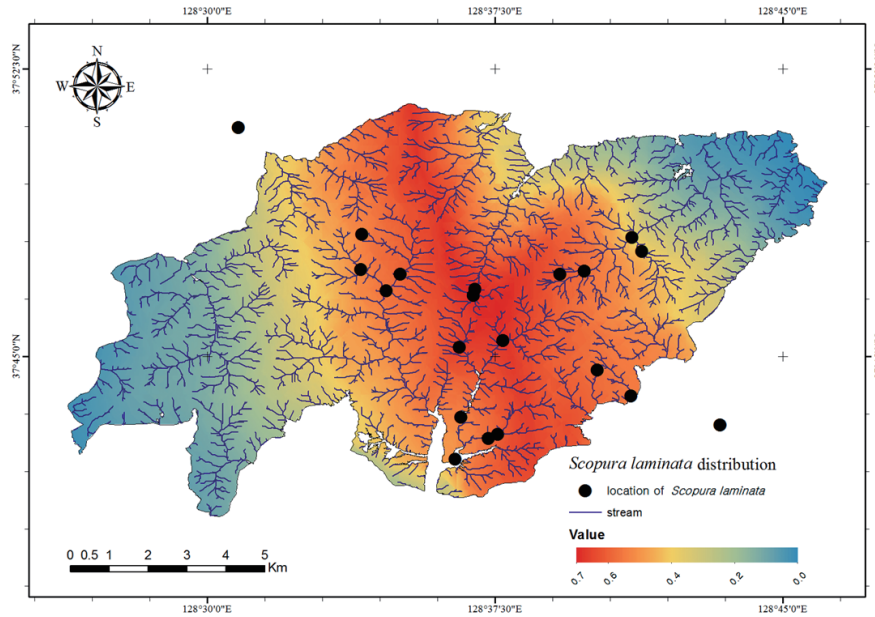 128°30'0"E 128°37'30"E 128°45'0"E
37°52'30"N
N
W E
S
37°45'0"N
Scopura laminata distribution
location of Scopura laminata
stream
Value
0.7 0.6 0.4 0.2 0.0
0 0.5 1 2 3 4 5
Km
128°30'0"E 128°37'30"E 128°45'0"E